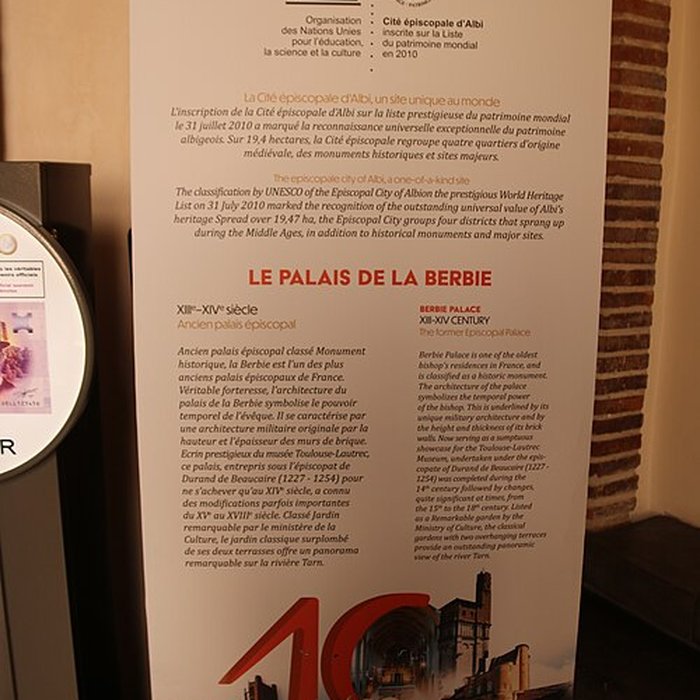 Organisation
des Nations Unies
pour l'éducation,
la science et la culture
Cité épiscopale d'Albi
inscrite sur la Liste
du patrimoine mondial
en 2010
La Cité épiscopale d'Albi, un site unique au monde
L'inscription de la Cité épiscopale d'Albi sur la liste prestigieuse du patrimoine mondial
le 31 juillet 2010 a marqué la reconnaissance universelle exceptionnelle du patrimoine
albigeois. Sur 19,4 hectares, la Cité épiscopale regroupe quatre quartiers d'origine
médiévale, des monuments historiques et sites majeurs.
The episcopale city of Albi, a one-of-a-kind site
The classification by UNESCO of the Episcopal City of Albion the prestigious World Heritage
List on 31 July 2010 marked the recognition of the outstanding universal value of Albi's
heritage Spread over 19,47 ha, the Episcopal City groups four districts that sprang up
during the Middle Ages, in addition to historical monuments and major sites.
LE PALAIS DE LA BERBIE
XIIIe-XIVe siècle
Ancien palais épiscopal
Ancien palais épiscopal classé Monument
historique, la Berbie est l'un des plus
anciens palais épiscopaux de France.
Véritable forteresse, l'architecture du
palais de la Berbie symbolise le pouvoir
temporel de l'évêque. Il se caractérise par
une architecture militaire originale par la
hauteur et l'épaisseur des murs de brique.
Ecrin prestigieux du musée Toulouse-Lautrec,
ce palais, entrepris sous l'épiscopat de
Durand de Beaucaire (1227 - 1254) pour
ne s'achever qu'au XIVe siècle, a connu
des modifications parfois importantes
du XVe au XVIIIe siècle. Classé Jardin
remarquable par le ministère de la
Culture, le jardin classique surplombé
de ses deux terrasses offre un panorama
remarquable sur la rivière Tarn.
BERBIE PALACE
XIII-XIV CENTURY
The former Episcopal Palace
Berbie Palace is one of the oldest
bishop's residences in France, and
is classified as a historic monument.
The architecture of the palace
symbolizes the temporal power
of the bishop. This is underlined by its
unique military architecture and by
the height and thickness of its brick
walls. Now serving as a sumptuous
showcase for the Toulouse-Lautrec
Museum, undertaken under the epis-
copate of Durand de Beaucaire (1227 -
1254) was completed during the
14th century followed by changes,
quite significant at times, from
the 15th to the 18th century. Listed
as a Remarkable garden by the
Ministry of Culture, the classical
gardens with two overhanging terraces
provide an outstanding panoramic
view of the river Tarn.
10
R